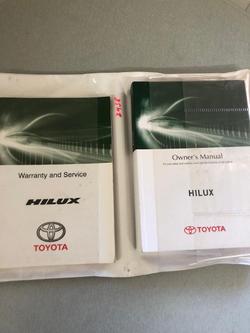 Warranty and Service
HILUX
TOYOTA
Owner's Manual
HILUX
TOYOTA